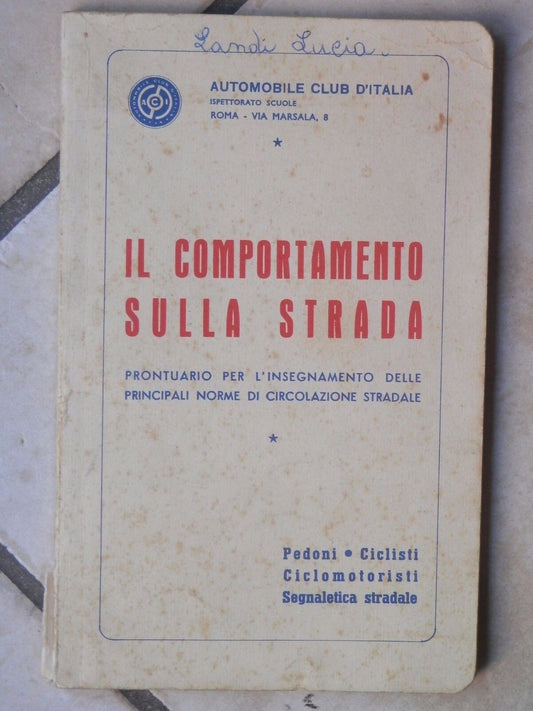 Landi Lucia.
AUTOMOBILE CLUB D'ITALIA
ISPETTORATO SCUOLE
ROMA - VIA MARSALA, 8
IL COMPORTAMENTO
SULLA STRADA
PRONTUARIO PER L'INSEGNAMENTO DELLE
PRINCIPALI NORME DI CIRCOLAZIONE STRADALE
Pedoni • Ciclisti
Ciclomotoristi
Segnaletica stradale